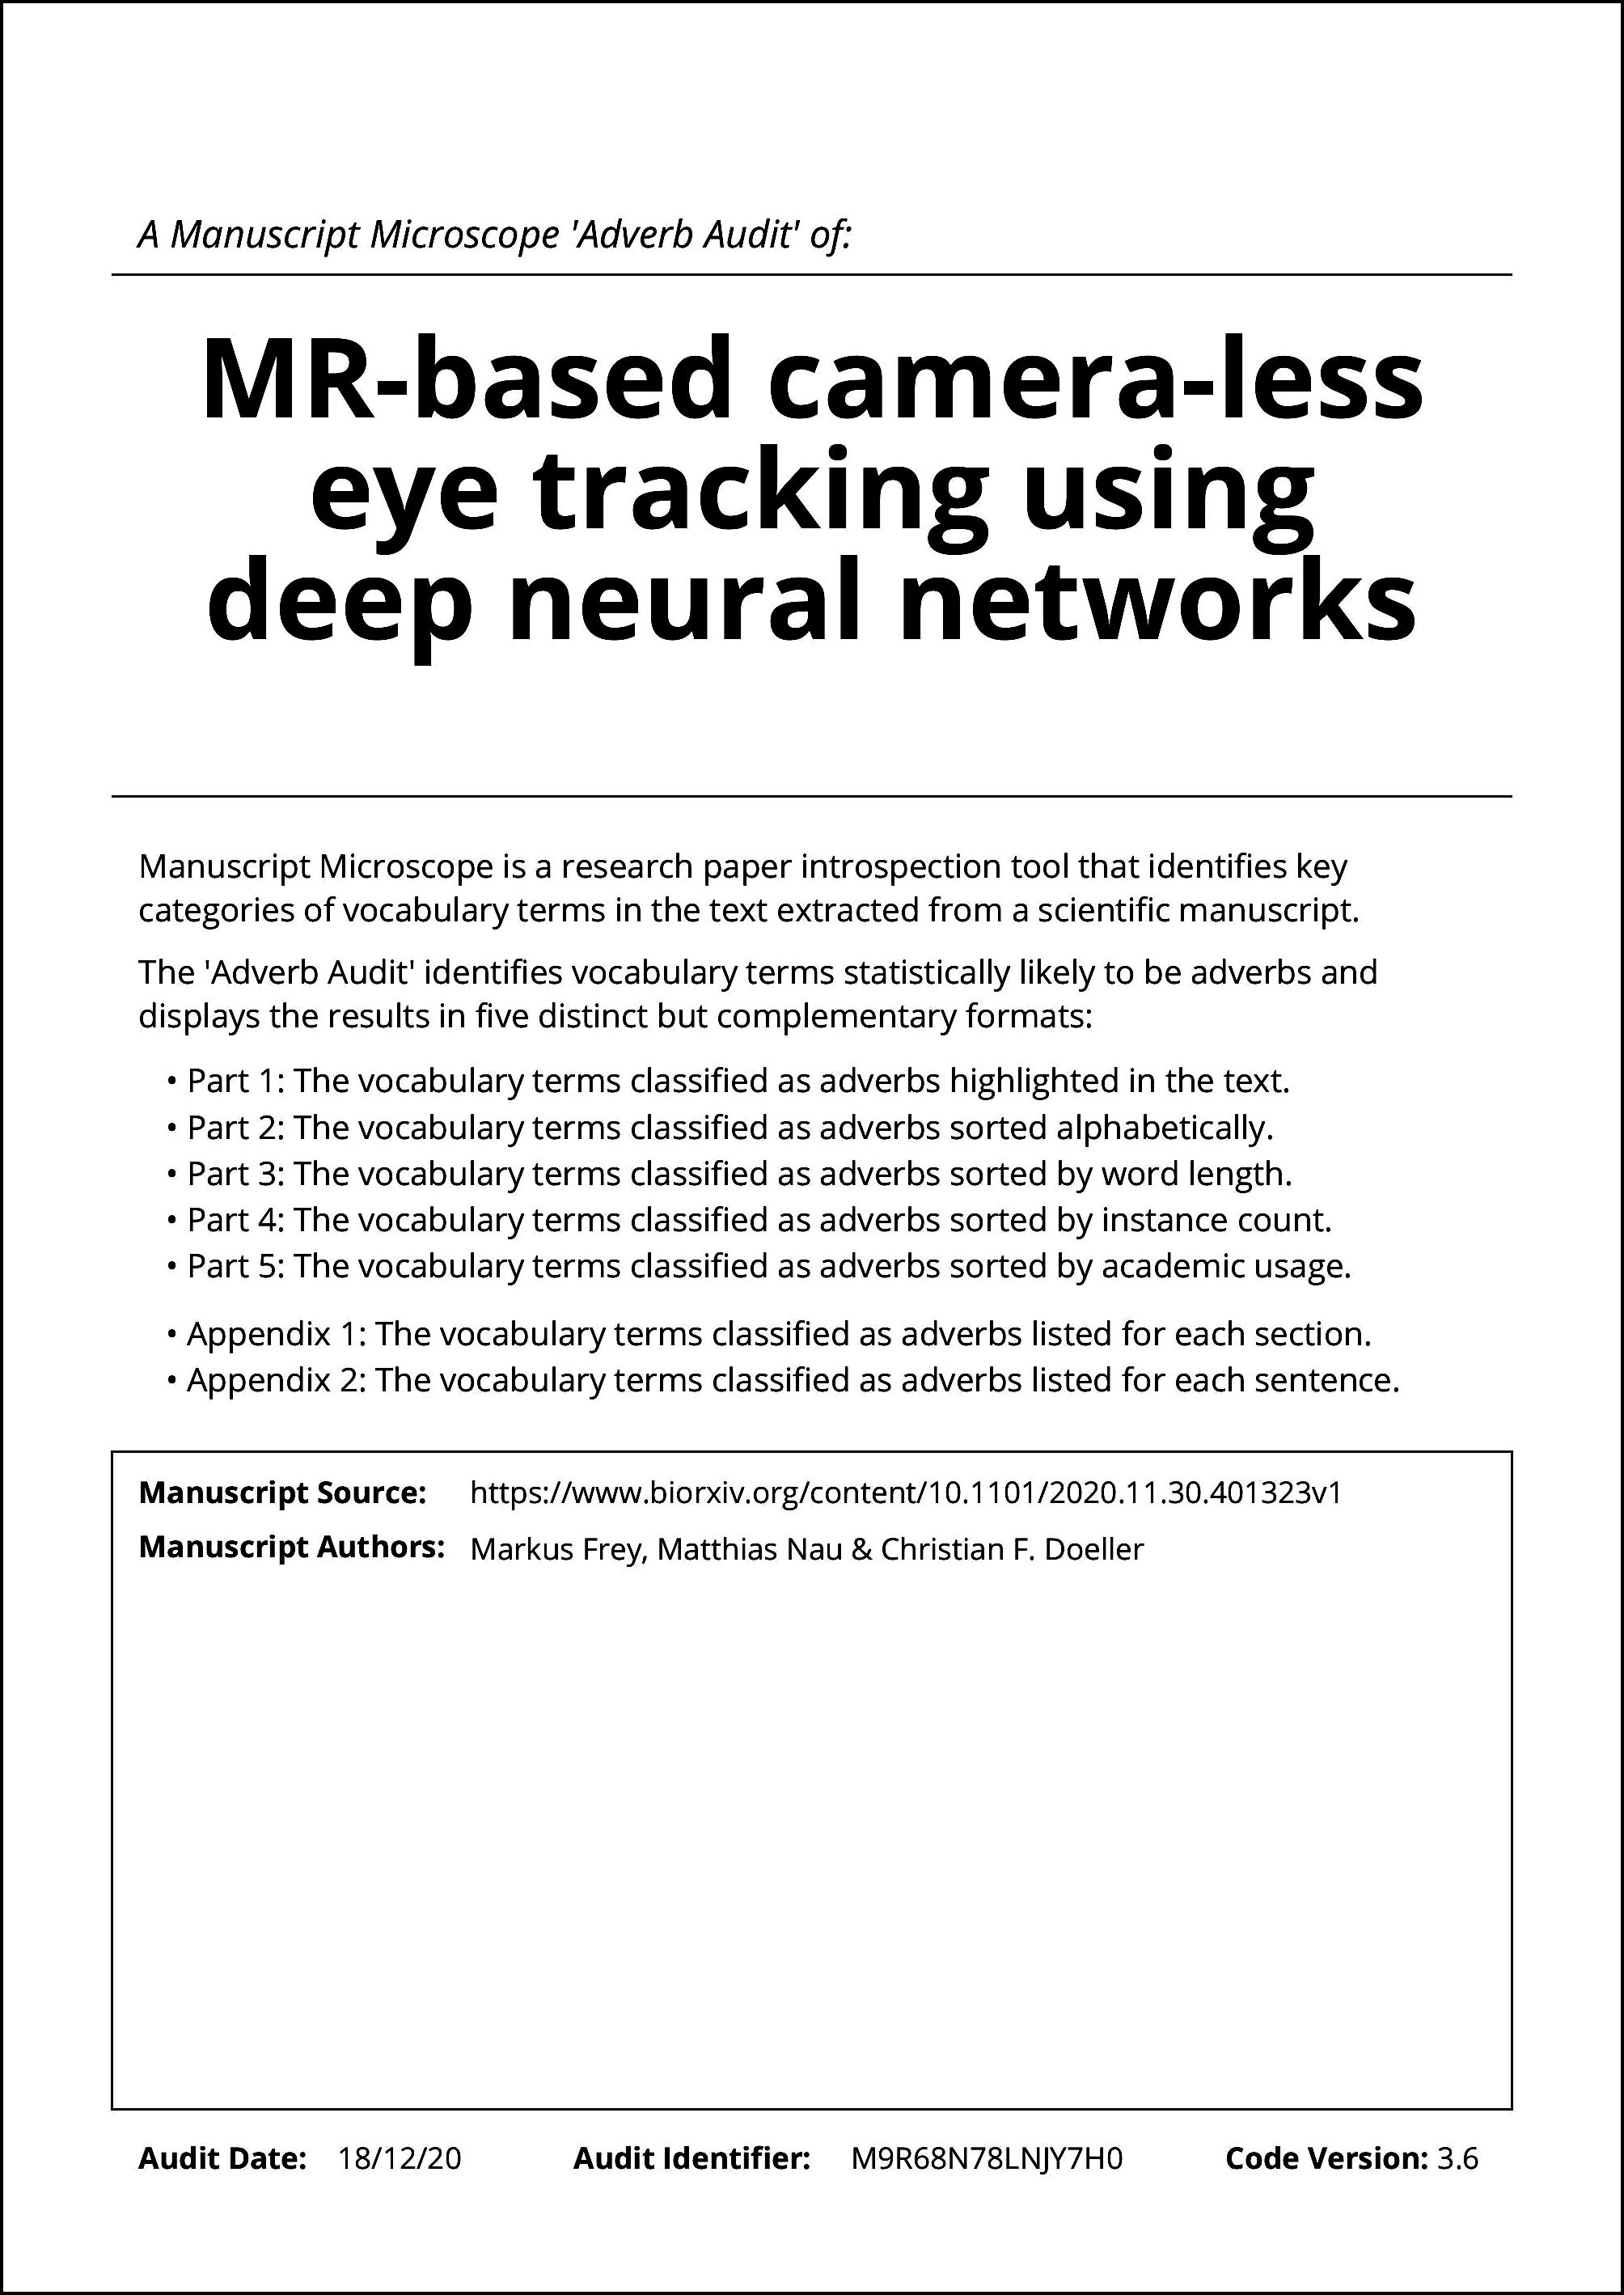 A Manuscript Microscope 'Adverb Audit' of:
MR-based camera-less
eye tracking using
deep neural networks
Manuscript Microscope is a research paper introspection tool that identifies key
categories of vocabulary terms in the text extracted from a scientific manuscript.
The 'Adverb Audit' identifies vocabulary terms statistically likely to be adverbs and
displays the results in five distinct but complementary formats:
• Part 1: The vocabulary terms classified as adverbs highlighted in the text.
• Part 2: The vocabulary terms classified as adverbs sorted alphabetically.
• Part 3: The vocabulary terms classified as adverbs sorted by word length.
• Part 4: The vocabulary terms classified as adverbs sorted by instance count.
• Part 5: The vocabulary terms classified as adverbs sorted by academic usage.
• Appendix 1: The vocabulary terms classified as adverbs listed for each section.
• Appendix 2: The vocabulary terms classified as adverbs listed for each sentence.
Manuscript Source: https://www.biorxiv.org/content/10.1101/2020.11.30.401323v1
Manuscript Authors: Markus Frey, Matthias Nau & Christian F. Doeller
Audit Date: 18/12/20 Audit Identifier: M9R68N78LNJY7H0 Code Version: 3.6